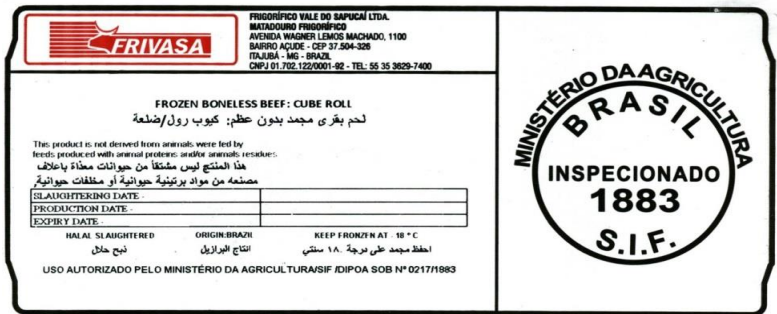 FRIVASA
FRIGORÍFICO VALE DO SAPUCAÍ LTDA.
MATADOURO FRIGORÍFICO
AVENIDA WAGNER LEMOS MACHADO, 1100
BAIRRO AÇUDE - CEP 37.504-326
ITAJUBÁ - MG - BRAZIL
CNPJ 01.702.122/0001-92 - TEL: 55 35 3629-7400
FROZEN BONELESS BEEF: CUBE ROLL
لحم بقرى مجمد بدون عظم: كيوب رول/ضلعة
This product is not derived from animals were fed by
feeds produced with animal proteins and/or animals residues.
هذا المنتج ليس مشتقاً من حيوانات مغذاة باعلاف
مصنعه من مواد برتينية حيوانية أو مخلفات حيوانية,
SLAUGHTERING DATE -
PRODUCTION DATE -
EXPIRY DATE -
HALAL SLAUGHTERED ORIGIN:BRAZIL KEEP FRONZEN AT - 18 ° C
ذبح حلال انتاج البرازيل احفظ مجمد على درجة ١٨. سنتي
USO AUTORIZADO PELO MINISTÉRIO DA AGRICULTURA/SIF /DIPOA SOB Nº 0217/1883
MINISTÉRIO DA AGRICULTURA
BRASIL
INSPECIONADO
1883
S.I.F.